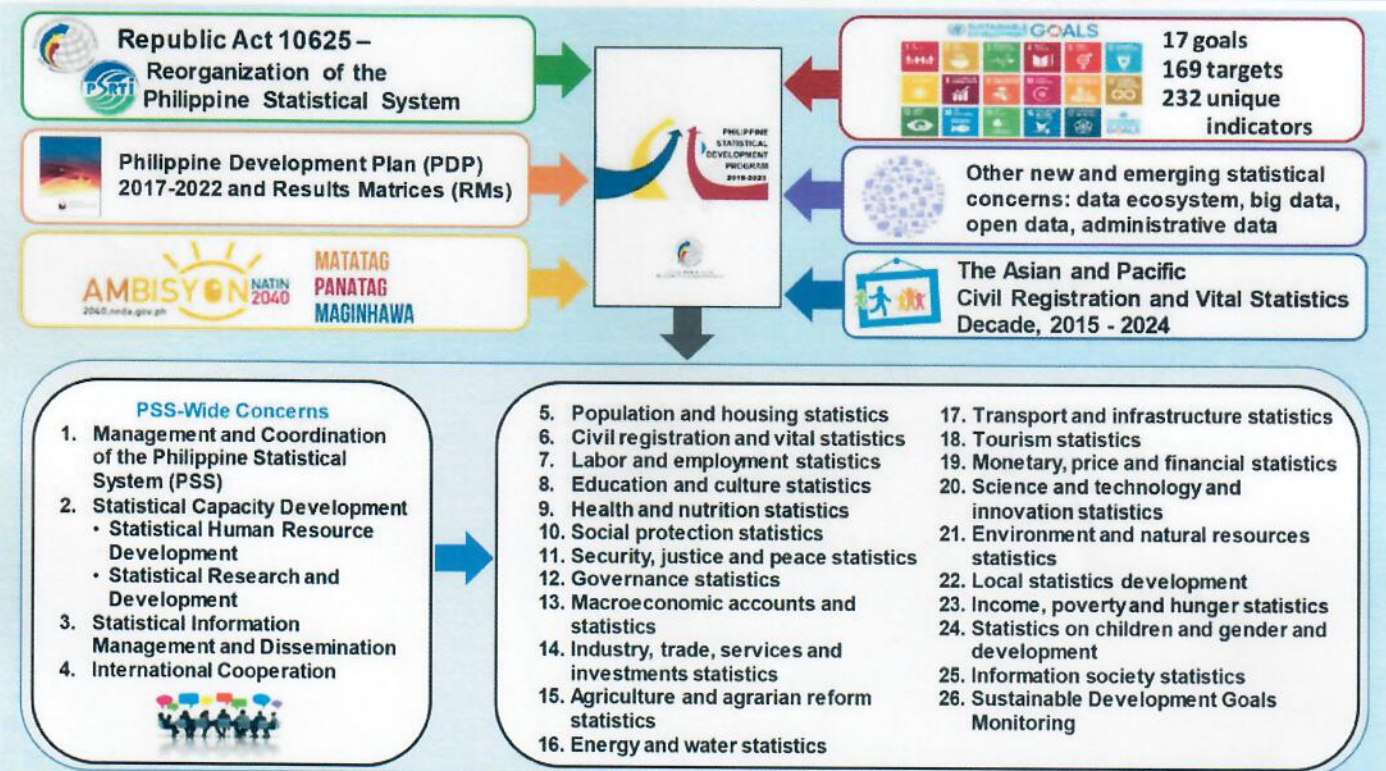 Republic Act 10625 –
Reorganization of the
Philippine Statistical System
PSRTI
Philippine Development Plan (PDP)
2017-2022 and Results Matrices (RMs)
AMBISYON NATIN
2040
2040.neda.gov.ph
MATATAG
PANATAG
MAGINHAWA
PHILIPPINE
STATISTICAL
DEVELOPMENT
PROGRAM
SUSTAINABLE
DEVELOPMENT
GOALS
17 goals
169 targets
232 unique
indicators
Other new and emerging statistical
concerns: data ecosystem, big data,
open data, administrative data
The Asian and Pacific
Civil Registration and Vital Statistics
Decade, 2015 - 2024
PSS-Wide Concerns
1. Management and Coordination
of the Philippine Statistical
System (PSS)
2. Statistical Capacity Development
• Statistical Human Resource
Development
• Statistical Research and
Development
3. Statistical Information
Management and Dissemination
4. International Cooperation
5. Population and housing statistics
6. Civil registration and vital statistics
7. Labor and employment statistics
8. Education and culture statistics
9. Health and nutrition statistics
10. Social protection statistics
11. Security, justice and peace statistics
12. Governance statistics
13. Macroeconomic accounts and
statistics
14. Industry, trade, services and
investments statistics
15. Agriculture and agrarian reform
statistics
16. Energy and water statistics
17. Transport and infrastructure statistics
18. Tourism statistics
19. Monetary, price and financial statistics
20. Science and technology and
innovation statistics
21. Environment and natural resources
statistics
22. Local statistics development
23. Income, poverty and hunger statistics
24. Statistics on children and gender and
development
25. Information society statistics
26. Sustainable Development Goals
Monitoring